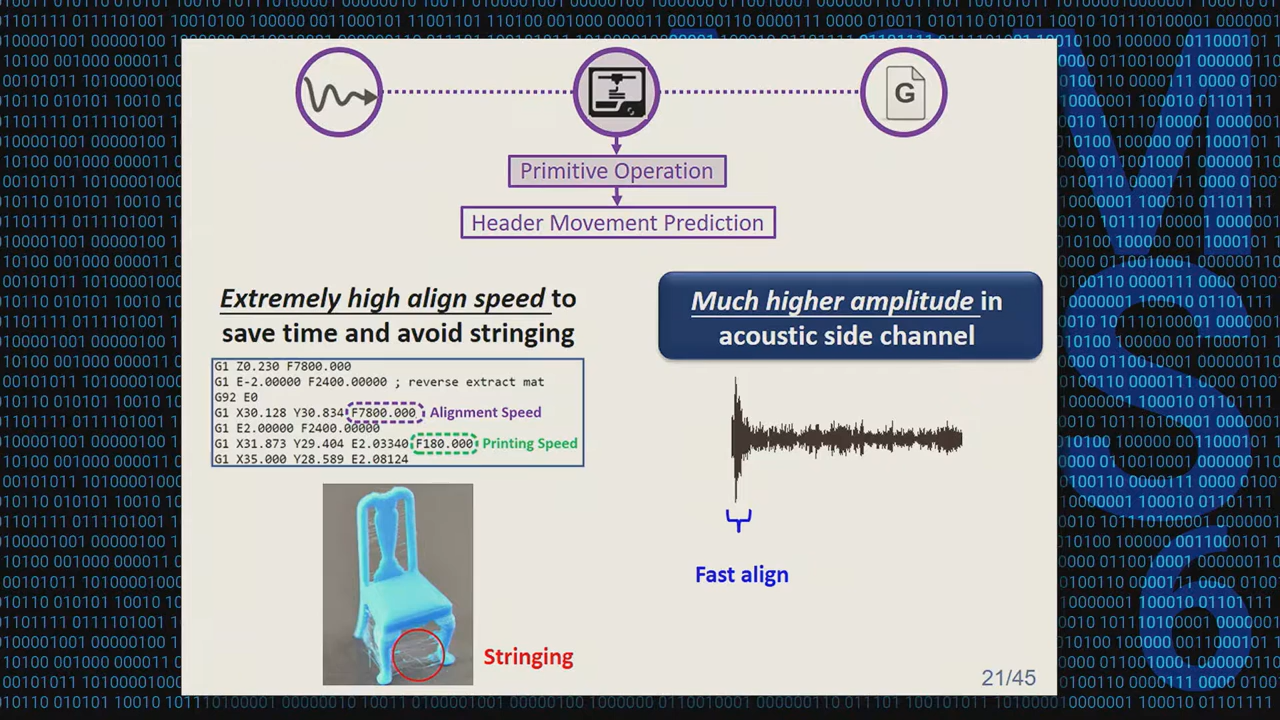 G
Primitive Operation
Header Movement Prediction
Extremely high align speed to
save time and avoid stringing
G1 Z0.230 F7800.000
G1 E-2.00000 F2400.00000 ; reverse extract mat
G92 E0
G1 X30.128 Y30.834 F7800.000 Alignment Speed
G1 E2.00000 F2400.00000
G1 X31.873 Y29.404 E2.03340 F180.000 Printing Speed
G1 X35.000 Y28.589 E2.08124
Stringing
Much higher amplitude in
acoustic side channel
Fast align
21/45